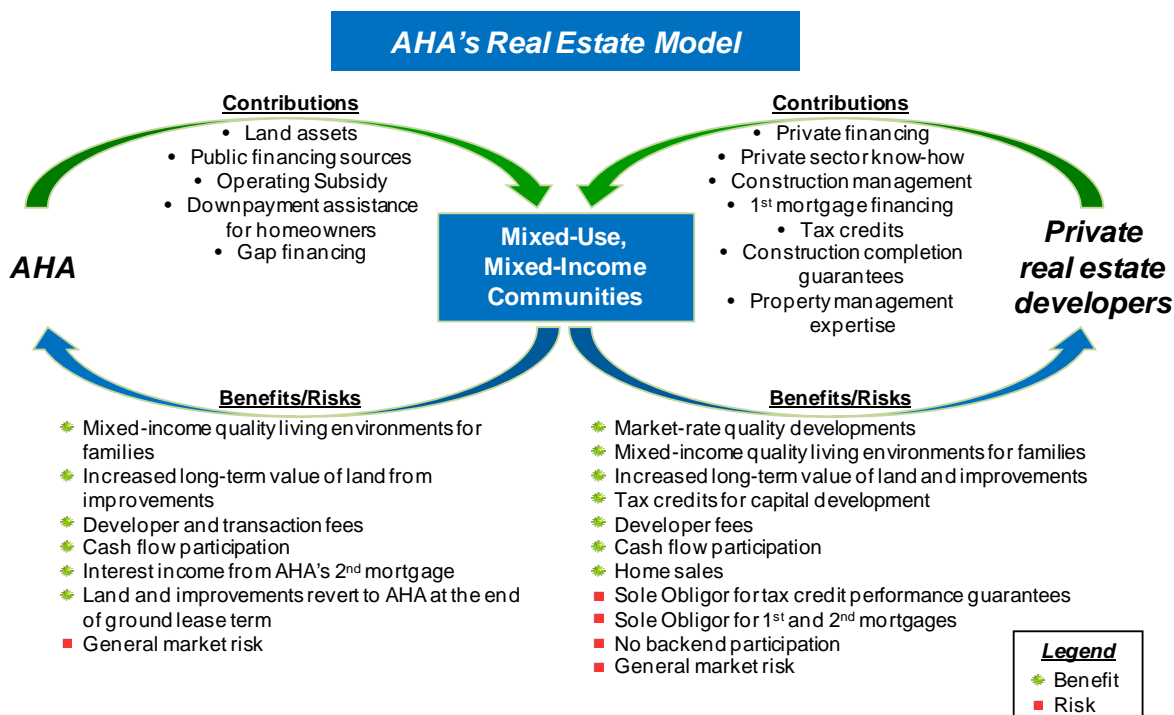 AHA's Real Estate Model
Contributions
• Land assets
• Public financing sources
• Operating Subsidy
• Downpayment assistance
for homeowners
• Gap financing
Contributions
• Private financing
• Private sector know-how
• Construction management
• 1st mortgage financing
• Tax credits
• Construction completion
guarantees
• Property management
expertise
AHA
Mixed-Use,
Mixed-Income
Communities
Private
real estate
developers
Benefits/Risks
Mixed-income quality living environments for
families
Increased long-term value of land from
improvements
Developer and transaction fees
Cash flow participation
Interest income from AHA's 2nd mortgage
Land and improvements revert to AHA at the end
of ground lease term
General market risk
Benefits/Risks
Market-rate quality developments
Mixed-income quality living environments for families
Increased long-term value of land and improvements
Tax credits for capital development
Developer fees
Cash flow participation
Home sales
Sole Obligor for tax credit performance guarantees
Sole Obligor for 1st and 2nd mortgages
No backend participation
General market risk
Legend
Benefit
Risk